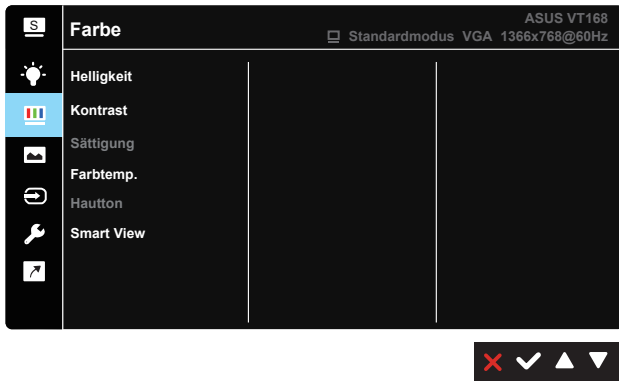 S
Farbe
ASUS VT168
Standardmodus VGA 1366x768@60Hz
Helligkeit
Kontrast
Sättigung
Farbtemp.
Hautton
Smart View